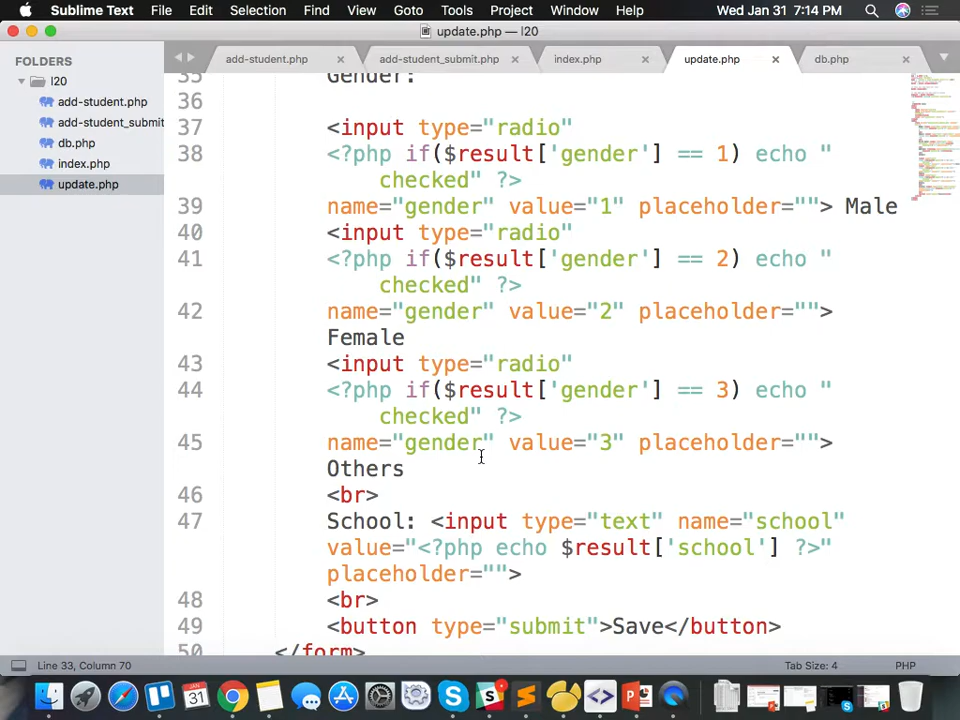 Sublime Text File Edit Selection Find View Goto Tools Project Window Help Wed Jan 31 7:14 PM
update.php — l20
FOLDERS
l20
add-student.php
add-student_submit
db.php
index.php
update.php
add-student.php add-student_submit.php index.php update.php db.php
35 Gender:
36
37 <input type="radio"
38 <?php if($result['gender'] == 1) echo "
checked" ?>
39 name="gender" value="1" placeholder=""> Male
40 <input type="radio"
41 <?php if($result['gender'] == 2) echo "
checked" ?>
42 name="gender" value="2" placeholder="">
Female
43 <input type="radio"
44 <?php if($result['gender'] == 3) echo "
checked" ?>
45 name="gender" value="3" placeholder="">
Others
46 <br>
47 School: <input type="text" name="school"
value="<?php echo $result['school'] ?>"
placeholder="">
48 <br>
49 <button type="submit">Save</button>
50 </form>
Line 33, Column 70 Tab Size: 4 PHP